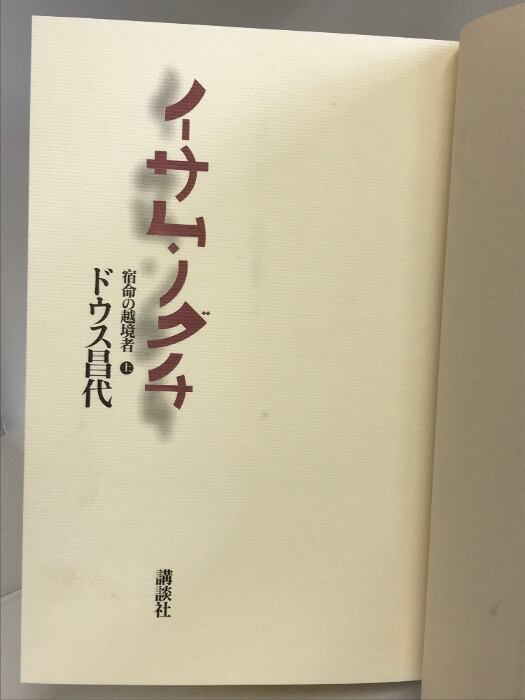 イサム・ノグチ
宿命の越境者 上
ドウス昌代
講談社